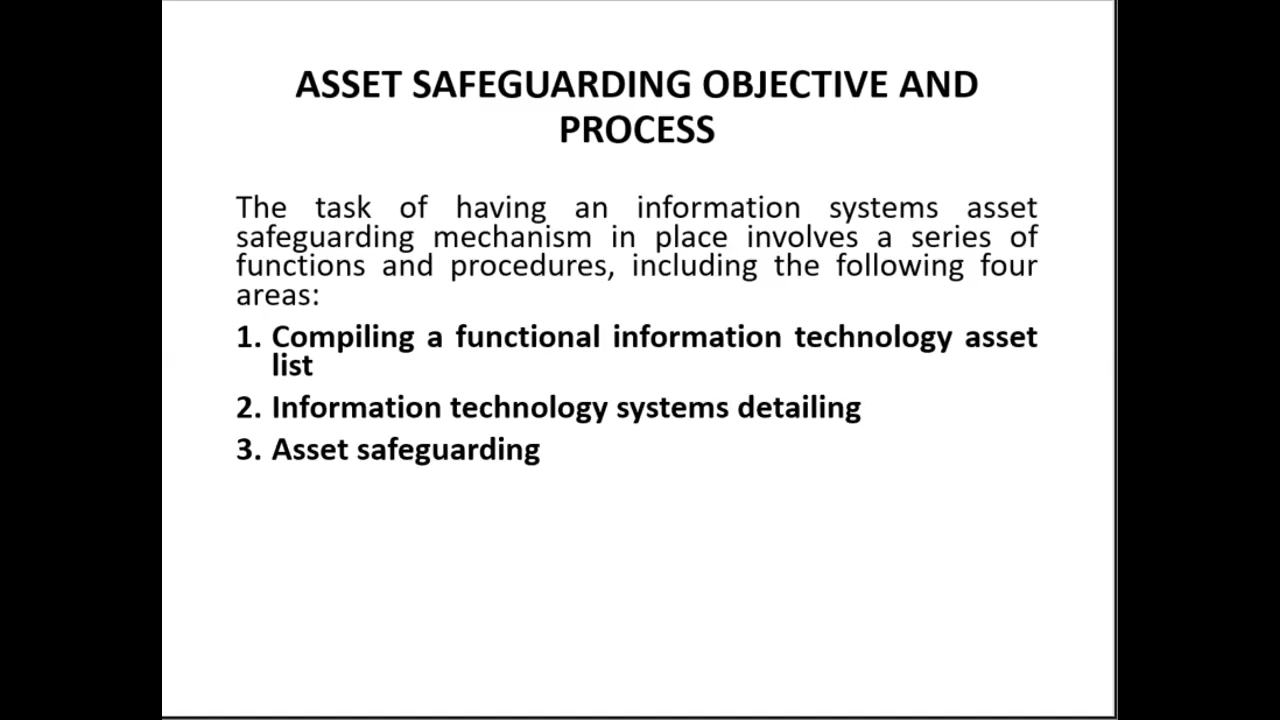 ASSET SAFEGUARDING OBJECTIVE AND
PROCESS
The task of having an information systems asset
safeguarding mechanism in place involves a series of
functions and procedures, including the following four
areas:
1. Compiling a functional information technology asset
list
2. Information technology systems detailing
3. Asset safeguarding